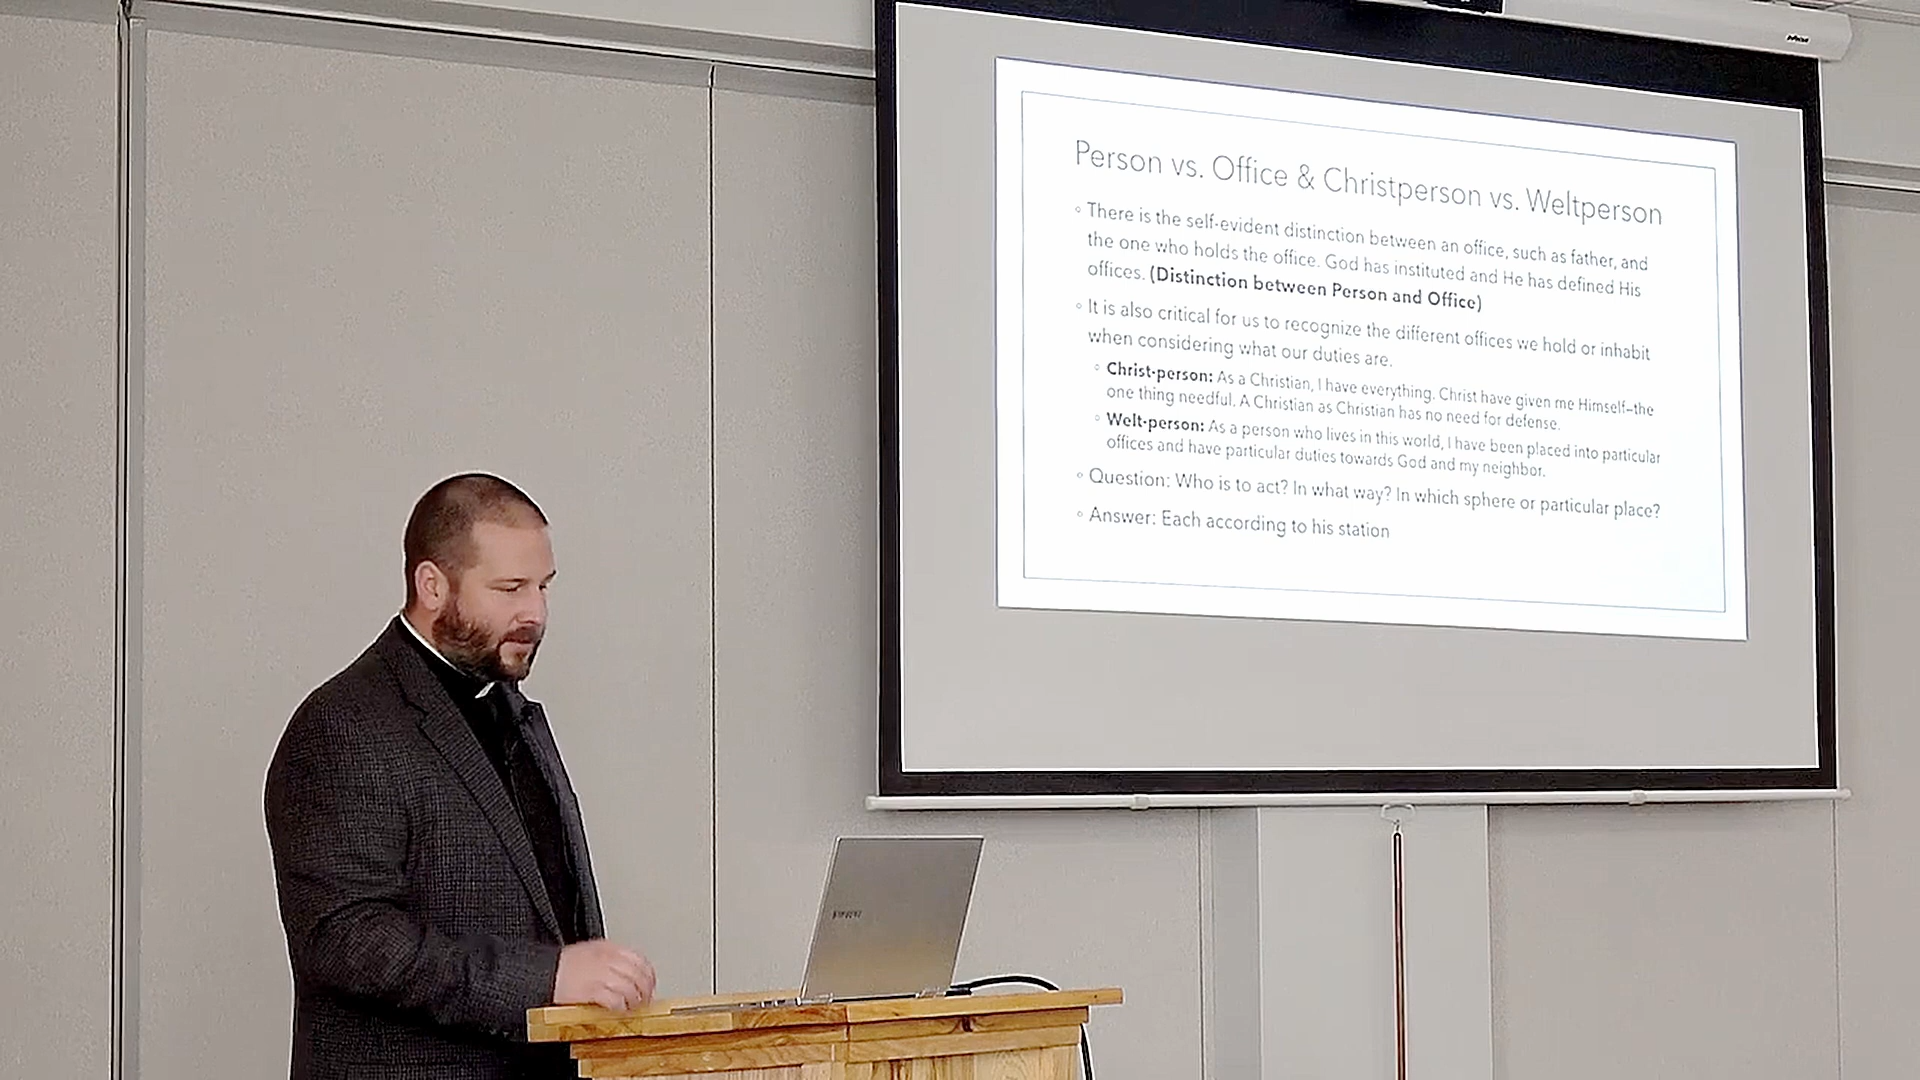 Person vs. Office & Christperson vs. Weltperson
◦ There is the self-evident distinction between an office, such as father, and
the one who holds the office. God has instituted and He has defined His
offices. (Distinction between Person and Office)
◦ It is also critical for us to recognize the different offices we hold or inhabit
when considering what our duties are.
◦ Christ-person: As a Christian, I have everything. Christ have given me Himself–the
one thing needful. A Christian as Christian has no need for defense.
◦ Welt-person: As a person who lives in this world, I have been placed into particular
offices and have particular duties towards God and my neighbor.
◦ Question: Who is to act? In what way? In which sphere or particular place?
◦ Answer: Each according to his station